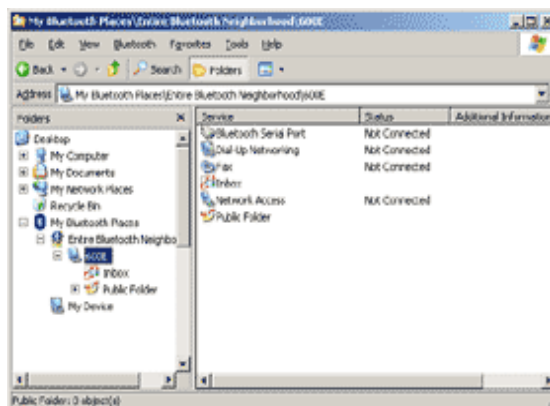 My Bluetooth Places\Entire Bluetooth Neighborhood\600E
File Edit View Bluetooth Favorites Tools Help
Back Search Folders
Address My Bluetooth Places\Entire Bluetooth Neighborhood\600E
Folders
Desktop
My Computer
My Documents
My Network Places
Recycle Bin
My Bluetooth Places
Entire Bluetooth Neighbo
600E
Inbox
Public Folder
My Device
Service Status Additional Information
Bluetooth Serial Port Not Connected
Dial-Up Networking Not Connected
Fax Not Connected
Inbox
Network Access Not Connected
Public Folder
Public Folder: 3 object(s)